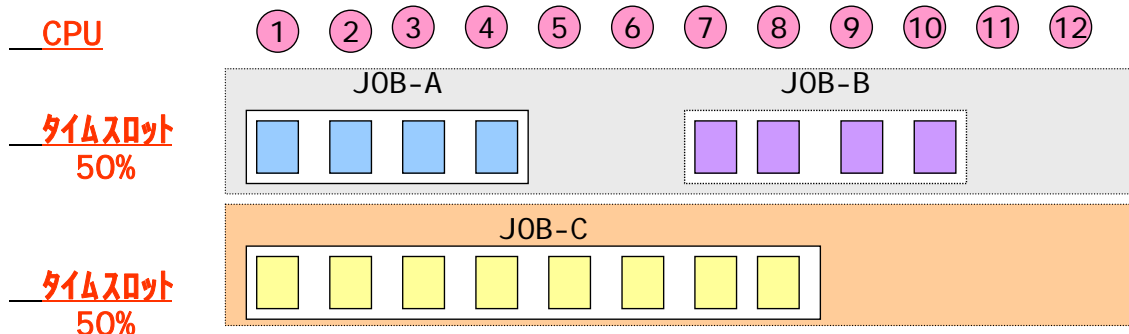 CPU 1 2 3 4 5 6 7 8 9 10 11 12
JOB-A JOB-B
ﾀｲﾑｽﾛｯﾄ
50%
JOB-C
ﾀｲﾑｽﾛｯﾄ
50%